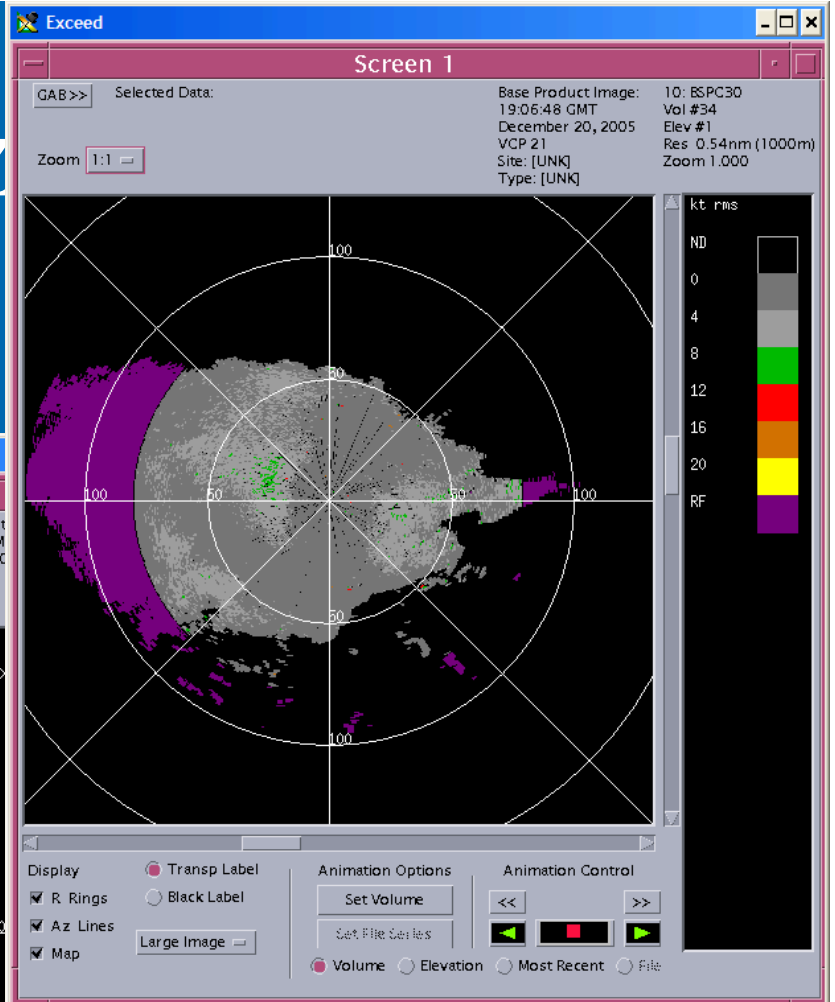 Exceed
Screen 1
GAB>>
Selected Data:
Base Product Image:
19:06:48 GMT
December 20, 2005
VCP 21
Site: [UNK]
Type: [UNK]
10: BSPC30
Vol #34
Elev #1
Res 0.54nm (1000m)
Zoom 1.000
Zoom 1:1
kt rms
ND
0
4
8
12
16
20
RF
100
50
100
50
50
100
50
100
Display
R Rings
Az Lines
Map
Transp Label
Black Label
Large Image
Animation Options
Set Volume
Set File Series
Animation Control
<<
>>
Volume
Elevation
Most Recent
File